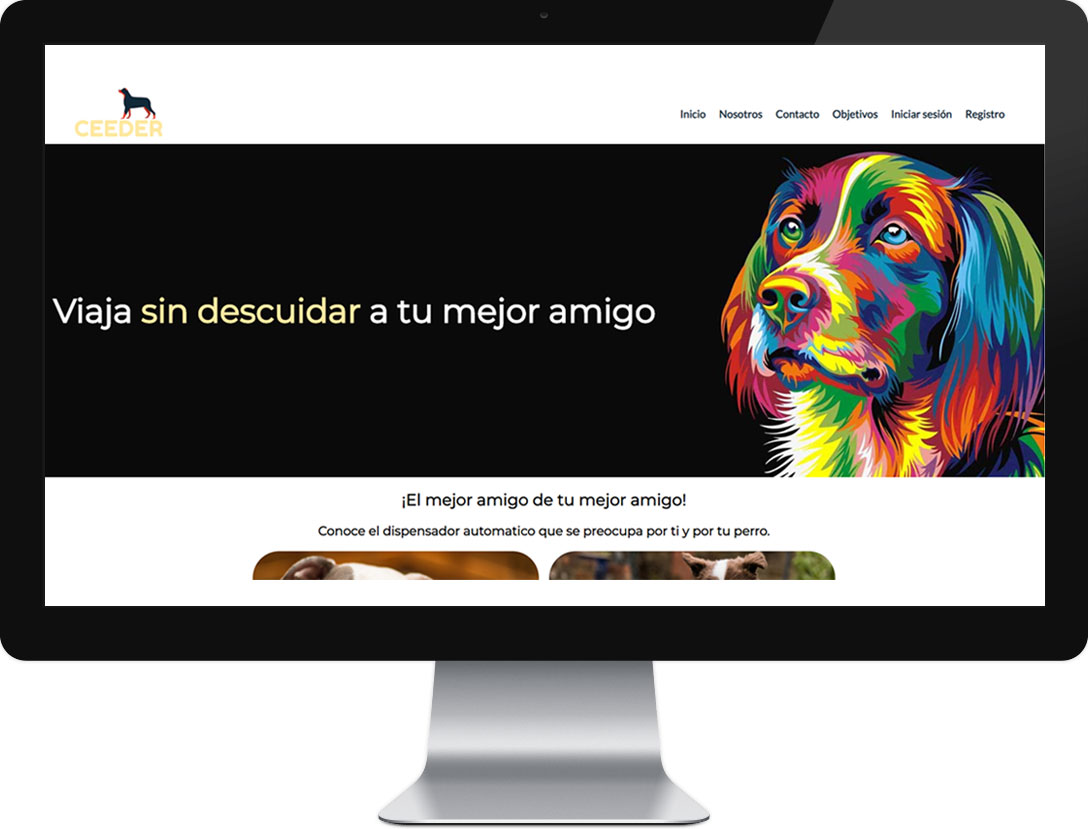 CEEDER
Inicio Nosotros Contacto Objetivos Iniciar sesión Registro
Viaja sin descuidar a tu mejor amigo
¡El mejor amigo de tu mejor amigo!
Conoce el dispensador automatico que se preocupa por ti y por tu perro.